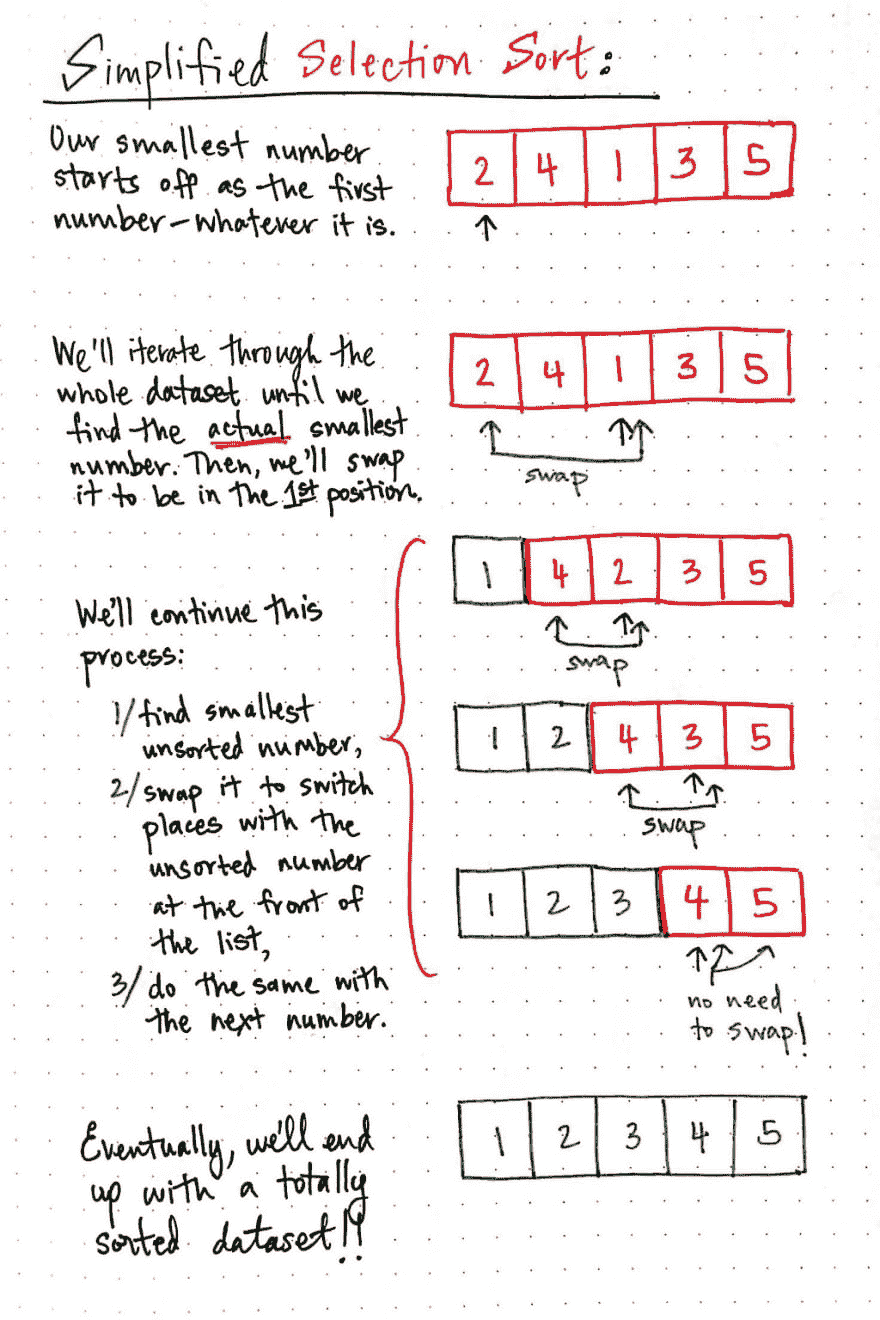 Simplified Selection Sort:
Our smallest number
starts off as the first
number–whatever it is.
2 4 1 3 5
We'll iterate through the
whole dataset until we
find the actual smallest
number. Then, we'll swap
it to be in the 1st position.
2 4 1 3 5
swap
We'll continue this
process:
1/ find smallest
unsorted number,
2/ swap it to switch
places with the
unsorted number
at the front of
the list,
3/ do the same with
the next number.
1 4 2 3 5
swap
1 2 4 3 5
swap
1 2 3 4 5
no need
to swap!
Eventually, we'll end
up with a totally
sorted dataset!!
1 2 3 4 5